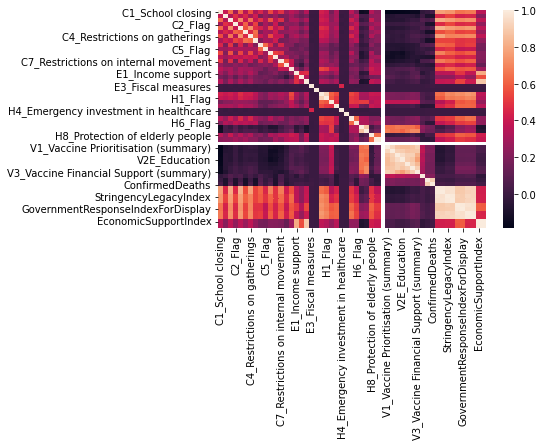 C1_School closing
C2_Flag
C4_Restrictions on gatherings
C5_Flag
C7_Restrictions on internal movement
E1_Income support
E3_Fiscal measures
H1_Flag
H4_Emergency investment in healthcare
H6_Flag
H8_Protection of elderly people
V1_Vaccine Prioritisation (summary)
V2E_Education
V3_Vaccine Financial Support (summary)
ConfirmedDeaths
StringencyLegacyIndex
GovernmentResponseIndexForDisplay
EconomicSupportIndex
C1_School closing
C2_Flag
C4_Restrictions on gatherings
C5_Flag
C7_Restrictions on internal movement
E1_Income support
E3_Fiscal measures
H1_Flag
H4_Emergency investment in healthcare
H6_Flag
H8_Protection of elderly people
V1_Vaccine Prioritisation (summary)
V2E_Education
V3_Vaccine Financial Support (summary)
ConfirmedDeaths
StringencyLegacyIndex
GovernmentResponseIndexForDisplay
EconomicSupportIndex
1.0
0.8
0.6
0.4
0.2
0.0